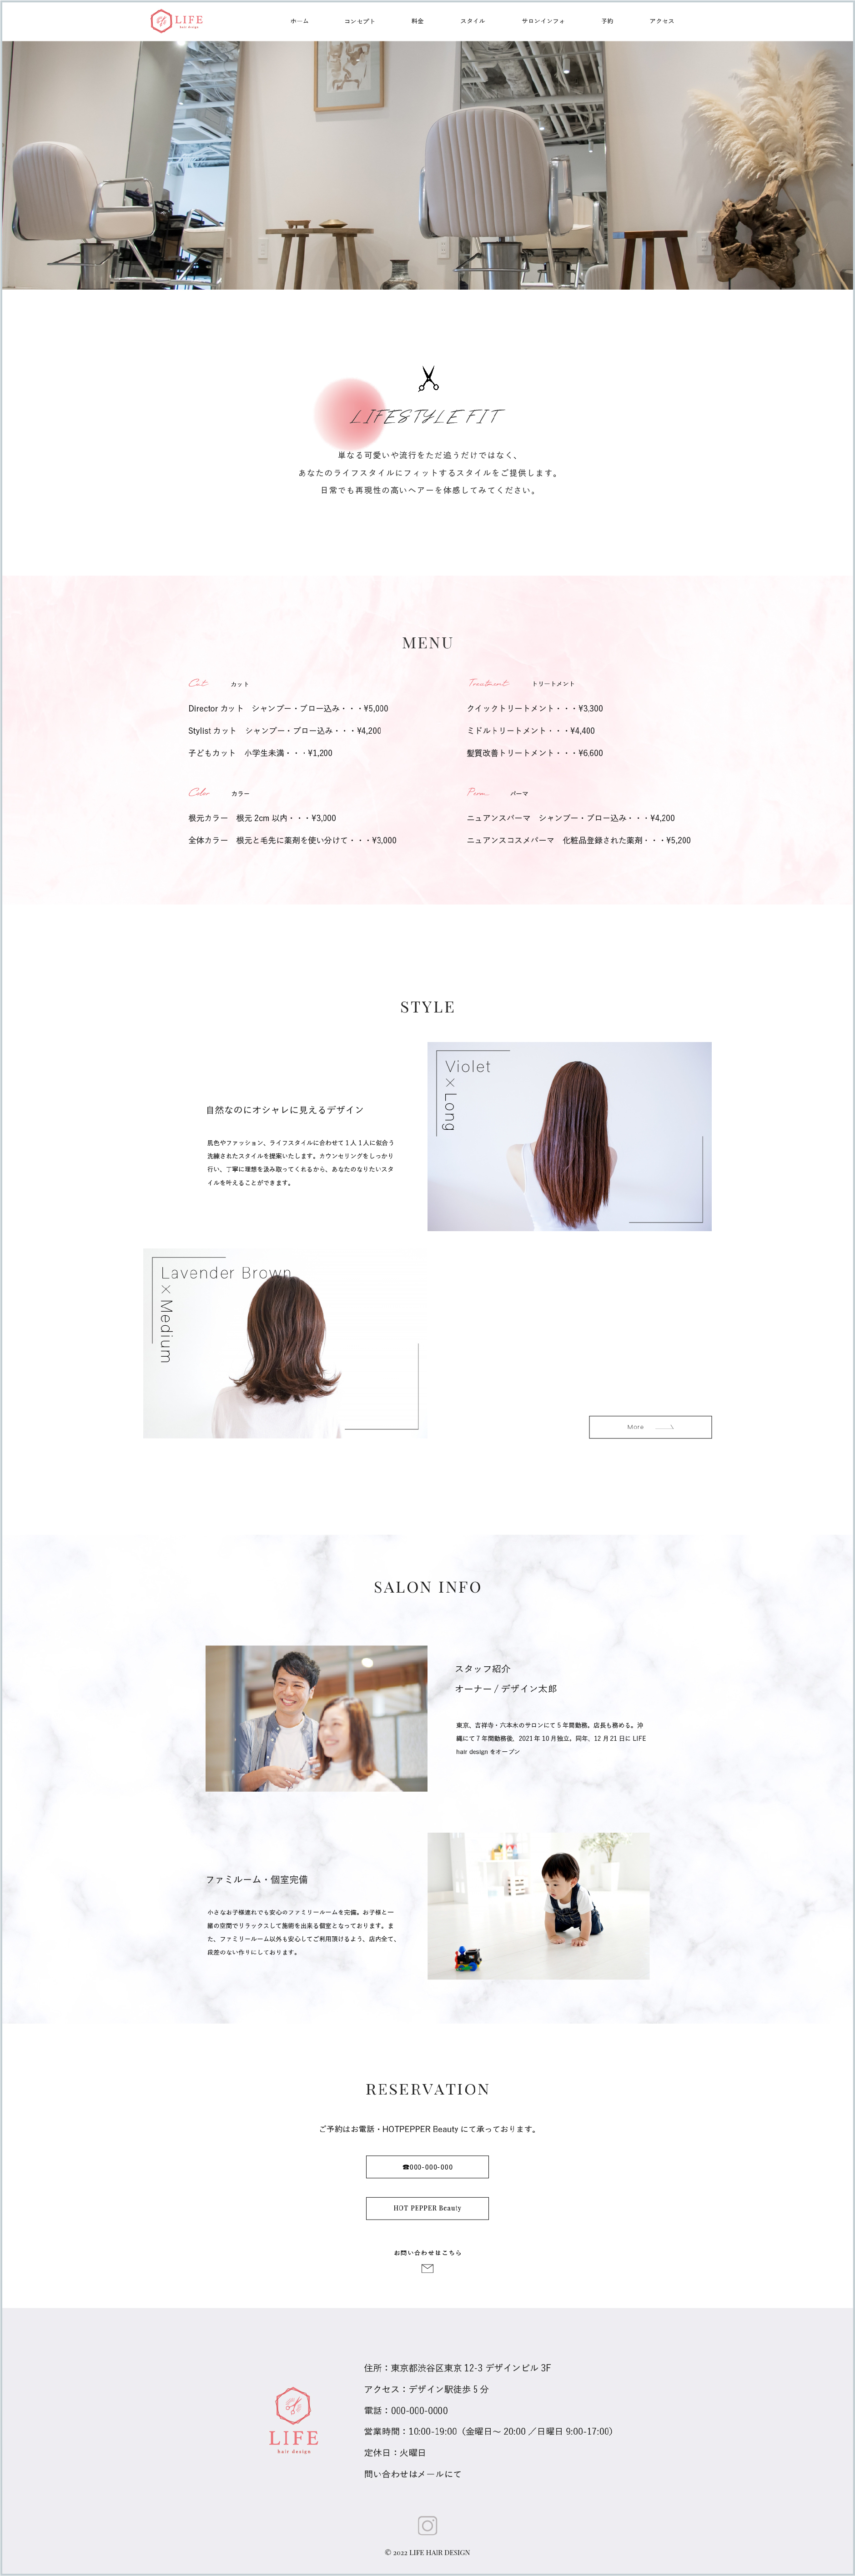 LIFE
hair design
ホーム　コンセプト　料金　スタイル　サロンインフォ　予約　アクセス
LIFESTYLE FIT
単なる可愛いや流行をただ追うだけではなく、
あなたのライフスタイルにフィットするスタイルをご提供します。
日常でも再現性の高いヘアーを体感してみてください。
MENU
Cut　カット
Director カット　シャンプー・ブロー込み・・・¥5,000
Stylist カット　シャンプー・ブロー込み・・・¥4,200
子どもカット　小学生未満・・・¥1,200
Treatment　トリートメント
クイックトリートメント・・・¥3,300
ミドルトリートメント・・・¥4,400
髪質改善トリートメント・・・¥6,600
Color　カラー
根元カラー　根元 2cm 以内・・・¥3,000
全体カラー　根元と毛先に薬剤を使い分けて・・・¥3,000
Perm　パーマ
ニュアンスパーマ　シャンプー・ブロー込み・・・¥4,200
ニュアンスコスメパーマ　化粧品登録された薬剤・・・¥5,200
STYLE
自然なのにオシャレに見えるデザイン
肌色やファッション、ライフスタイルに合わせて 1 人 1 人に似合う
洗練されたスタイルを提案いたします。カウンセリングをしっかり
行い、丁寧に理想を汲み取ってくれるから、あなたのなりたいスタ
イルを叶えることができます。
Violet
× Long
Lavender Brown
× Medium
More
SALON INFO
スタッフ紹介
オーナー / デザイン太郎
東京、吉祥寺・六本木のサロンにて 5 年間勤務。店長も務める。沖
縄にて 7 年間勤務後，2021 年 10 月独立。同年、12 月 21 日に LIFE
hair design をオープン
ファミルーム・個室完備
小さなお子様連れでも安心のファミリールームを完備。お子様と一
緒の空間でリラックスして施術を出来る個室となっております。ま
た、ファミリールーム以外も安心してご利用頂けるよう、店内全て、
段差のない作りにしております。
RESERVATION
ご予約はお電話・HOTPEPPER Beauty にて承っております。
☎000-000-000
HOT PEPPER Beauty
お問い合わせはこちら
LIFE
hair design
住所：東京都渋谷区東京 12-3 デザインビル 3F
アクセス：デザイン駅徒歩 5 分
電話：000-000-0000
営業時間：10:00-19:00（金曜日〜 20:00 ／日曜日 9:00-17:00）
定休日：火曜日
問い合わせはメールにて
© 2022 LIFE HAIR DESIGN